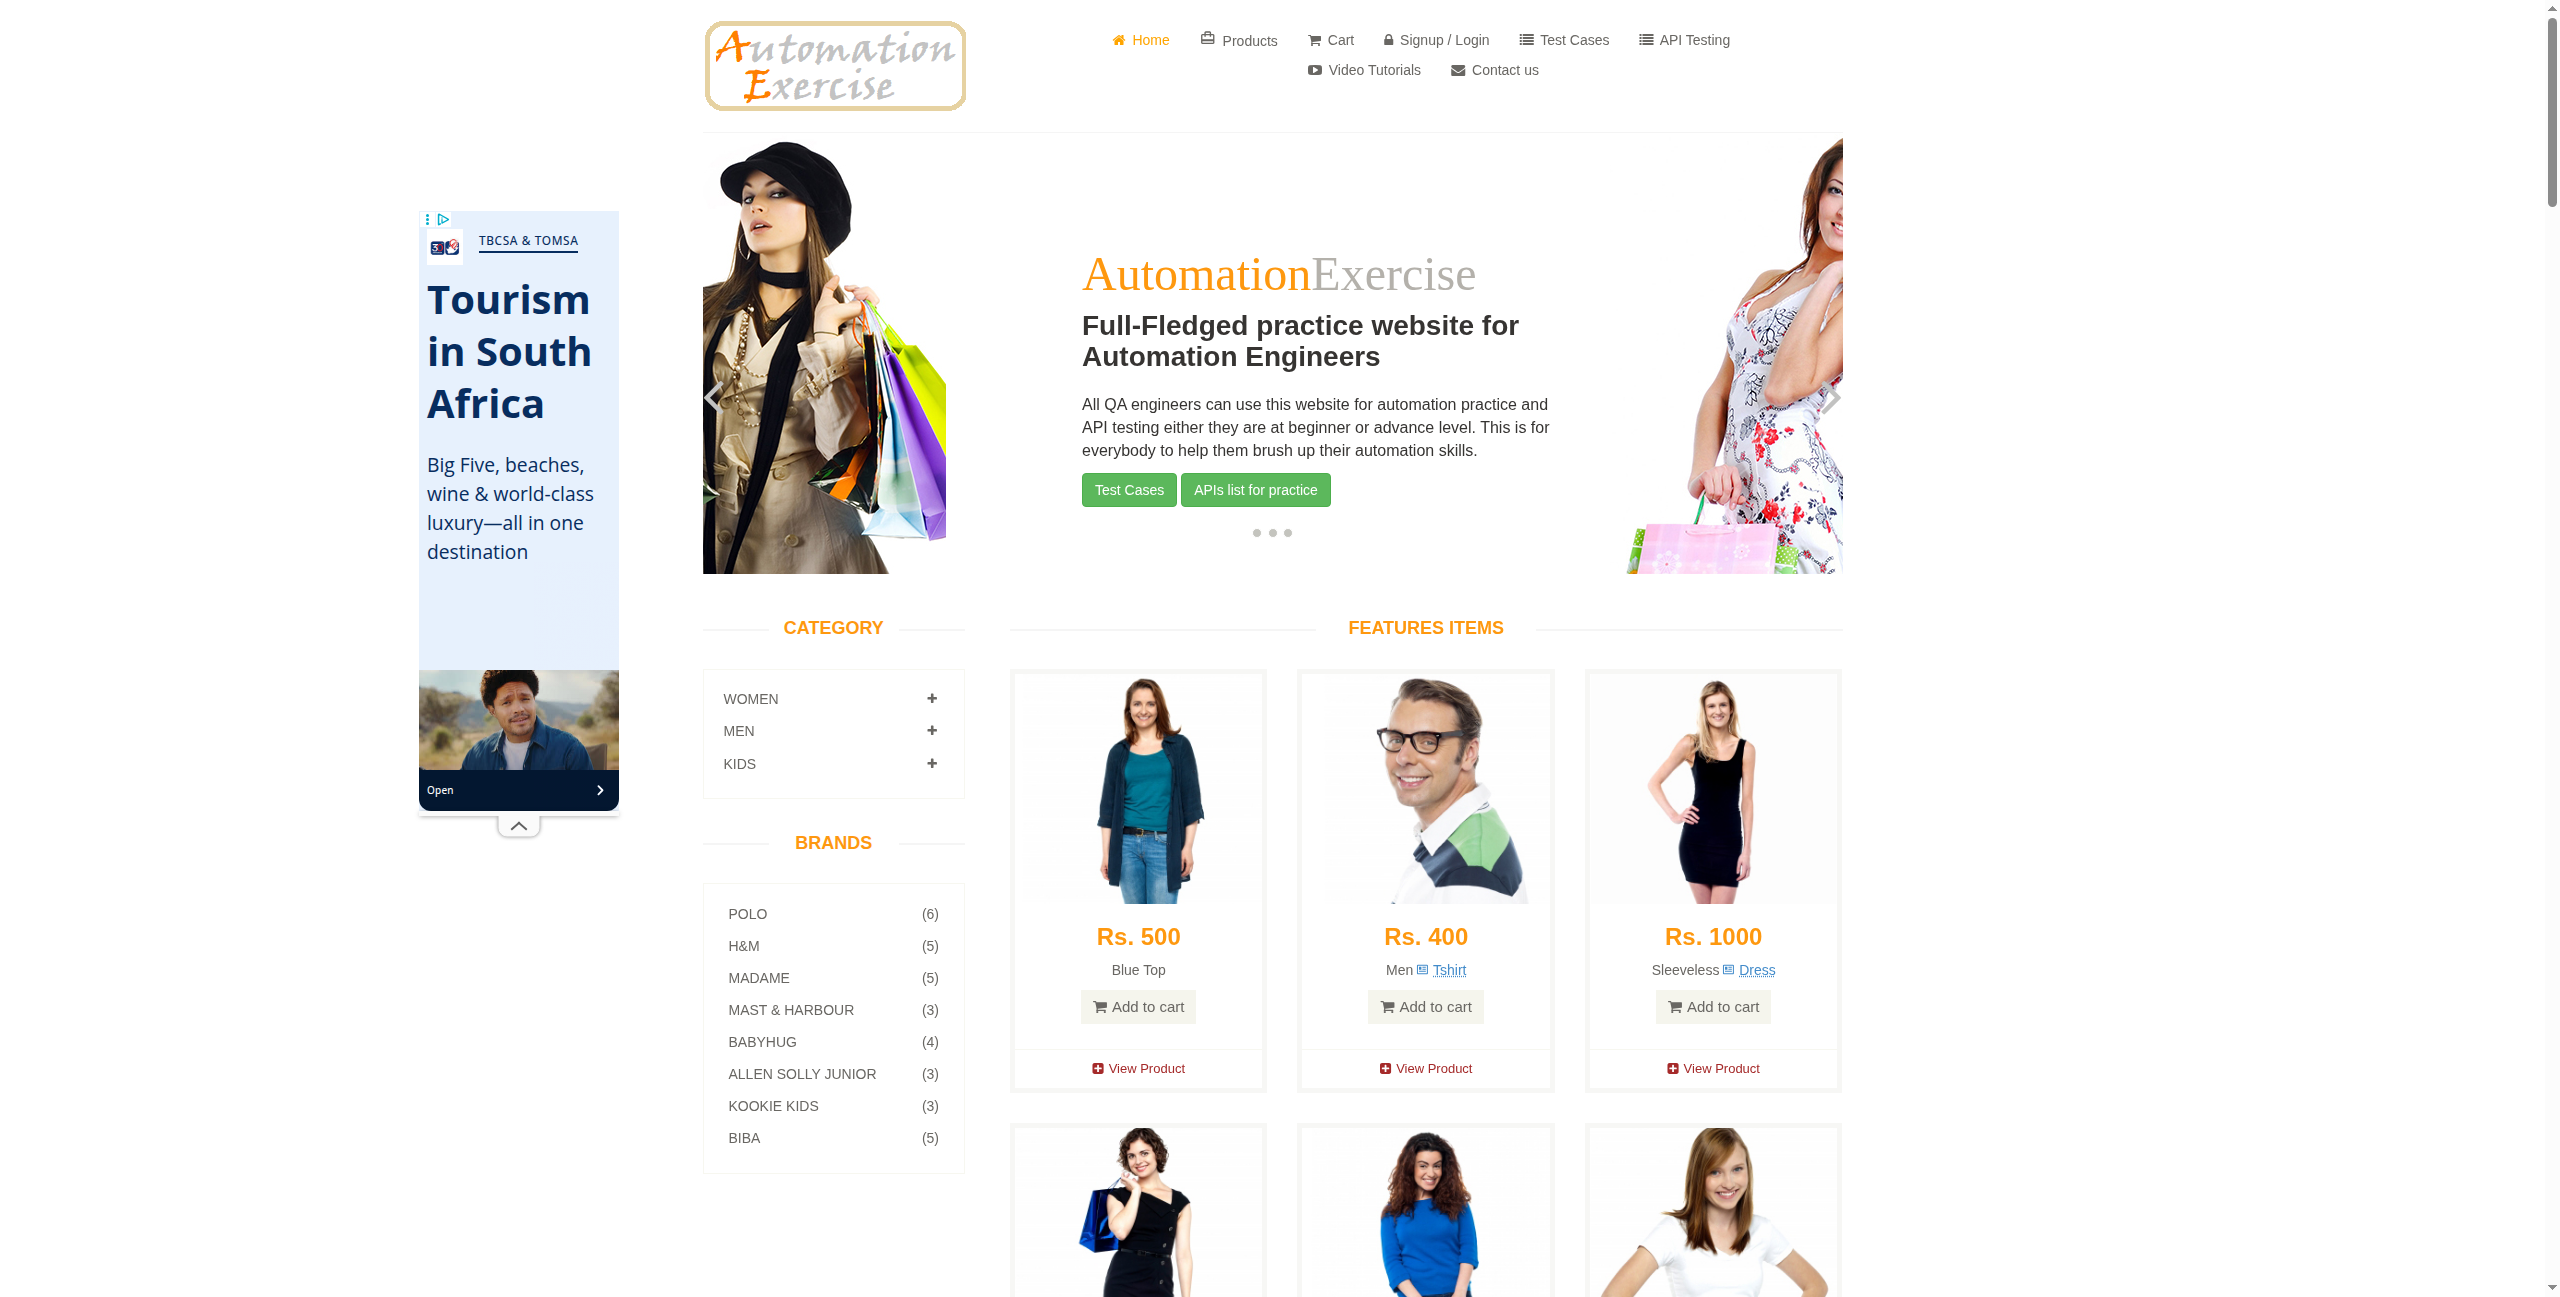 Automation
Exercise
Home
Products
Cart
Signup / Login
Test Cases
API Testing
Video Tutorials
Contact us
TBCSA & TOMSA
Tourism
in South
Africa
Big Five, beaches,
wine & world-class
luxury—all in one
destination
Open
AutomationExercise
Full-Fledged practice website for
Automation Engineers
All QA engineers can use this website for automation practice and
API testing either they are at beginner or advance level. This is for
everybody to help them brush up their automation skills.
Test Cases
APIs list for practice
CATEGORY
WOMEN
MEN
KIDS
BRANDS
POLO (6)
H&M (5)
MADAME (5)
MAST & HARBOUR (3)
BABYHUG (4)
ALLEN SOLLY JUNIOR (3)
KOOKIE KIDS (3)
BIBA (5)
FEATURES ITEMS
Rs. 500
Blue Top
Add to cart
View Product
Rs. 400
Men Tshirt
Add to cart
View Product
Rs. 1000
Sleeveless Dress
Add to cart
View Product